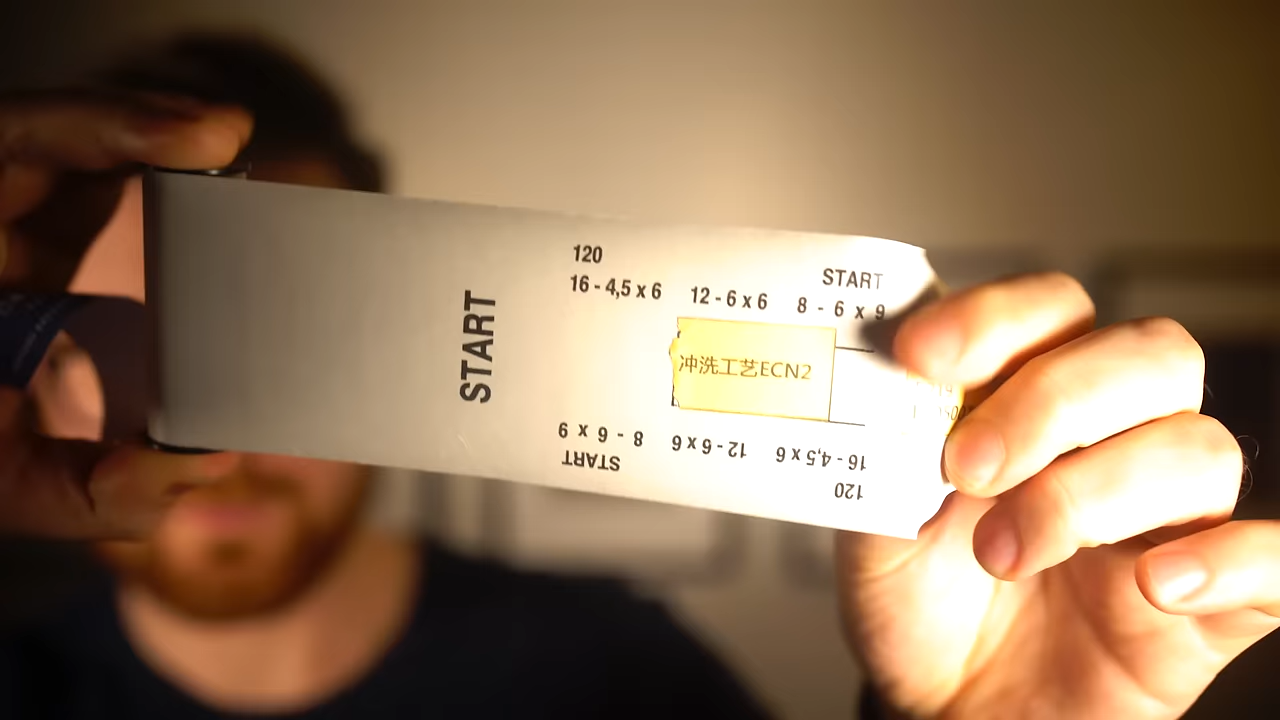 120
START
16 - 4,5 x 6
12 - 6 x 6
8 - 6 x 9
START
冲洗工艺ECN2
8 - 6 x 9
12 - 6 x 6
16 - 4,5 x 6
START
120